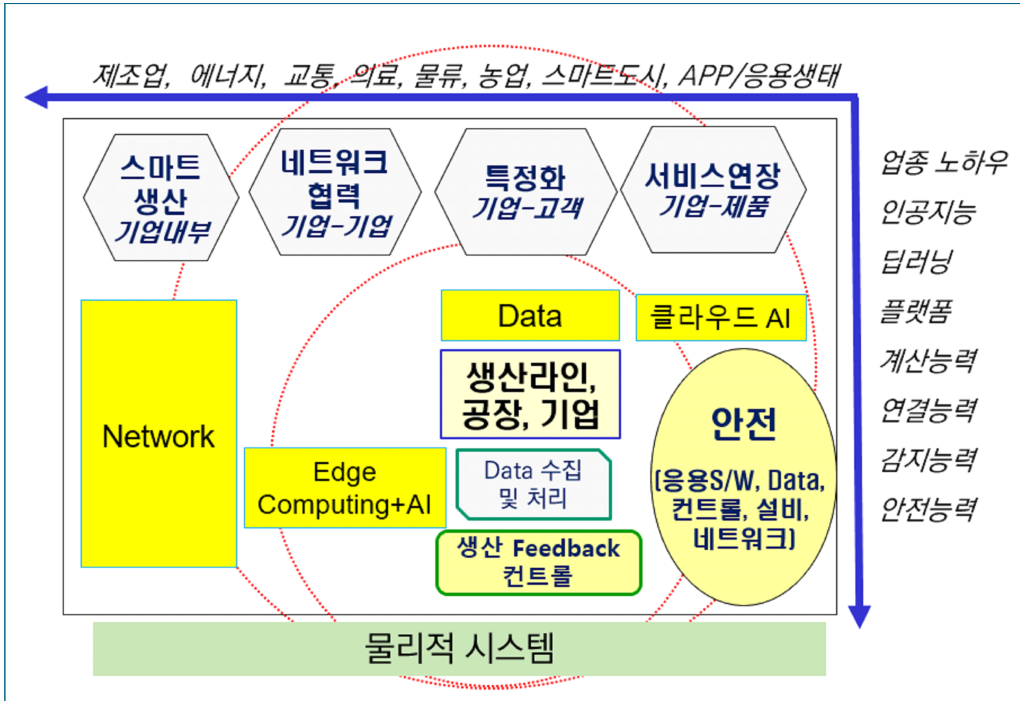 제조업, 에너지, 교통, 의료, 물류, 농업, 스마트도시, APP/응용생태
스마트
생산
기업내부
네트워크
협력
기업-기업
특정화
기업-고객
서비스연장
기업-제품
업종 노하우
인공지능
딥러닝
플랫폼
계산능력
연결능력
감지능력
안전능력
Network
Edge
Computing+AI
Data
생산라인,
공장, 기업
Data 수집
및 처리
생산 Feedback
컨트롤
클라우드 AI
안전
(응용S/W, Data,
컨트롤, 설비,
네트워크)
물리적 시스템